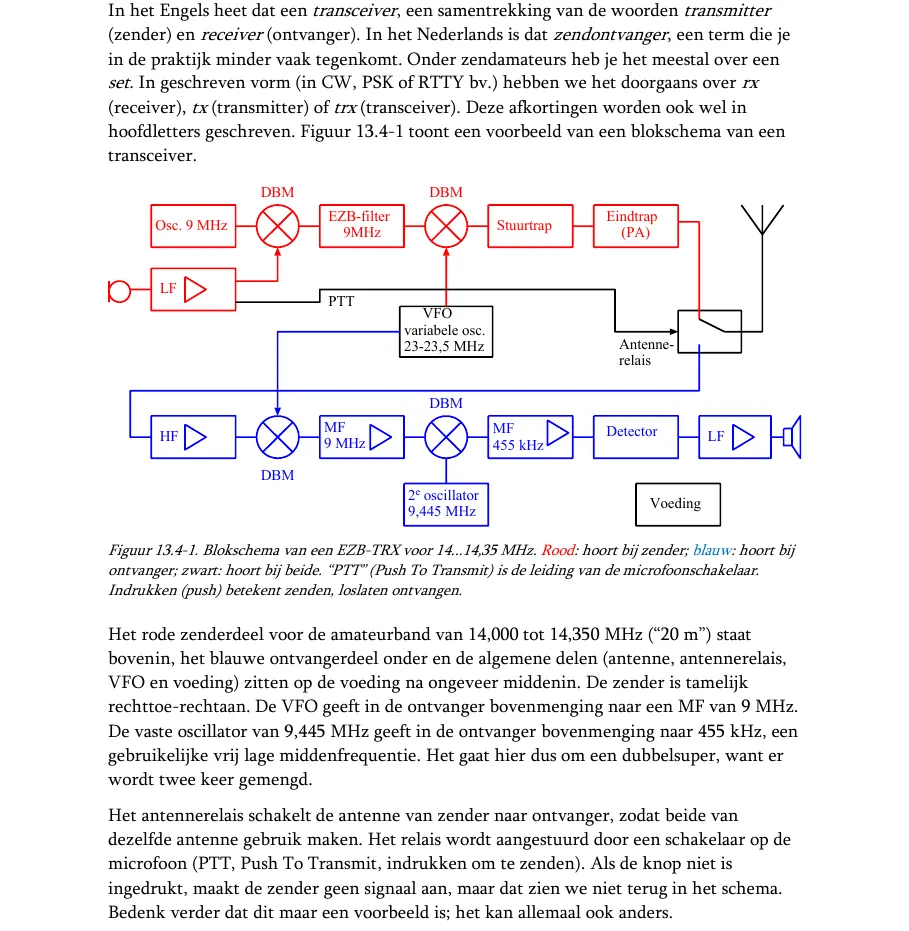 In het Engels heet dat een transceiver, een samentrekking van de woorden transmitter
(zender) en receiver (ontvanger). In het Nederlands is dat zendontvanger, een term die je
in de praktijk minder vaak tegenkomt. Onder zendamateurs heb je het meestal over een
set. In geschreven vorm (in CW, PSK of RTTY bv.) hebben we het doorgaans over rx
(receiver), tx (transmitter) of trx (transceiver). Deze afkortingen worden ook wel in
hoofdletters geschreven. Figuur 13.4-1 toont een voorbeeld van een blokschema van een
transceiver.
DBM
DBM
Osc. 9 MHz
EZB-filter
9MHz
Stuurtrap
Eindtrap
(PA)
LF
PTT
VFO
variabele osc.
23-23,5 MHz
Antenne-
relais
DBM
HF
MF
9 MHz
MF
455 kHz
Detector
LF
DBM
2e oscillator
9,445 MHz
Voeding
Figuur 13.4-1. Blokschema van een EZB-TRX voor 14...14,35 MHz. Rood: hoort bij zender; blauw: hoort bij
ontvanger; zwart: hoort bij beide. “PTT” (Push To Transmit) is de leiding van de microfoonschakelaar.
Indrukken (push) betekent zenden, loslaten ontvangen.
Het rode zenderdeel voor de amateurband van 14,000 tot 14,350 MHz (“20 m”) staat
bovenin, het blauwe ontvangerdeel onder en de algemene delen (antenne, antennerelais,
VFO en voeding) zitten op de voeding na ongeveer middenin. De zender is tamelijk
rechttoe-rechtaan. De VFO geeft in de ontvanger bovenmenging naar een MF van 9 MHz.
De vaste oscillator van 9,445 MHz geeft in de ontvanger bovenmenging naar 455 kHz, een
gebruikelijke vrij lage middenfrequentie. Het gaat hier dus om een dubbelsuper, want er
wordt twee keer gemengd.
Het antennerelais schakelt de antenne van zender naar ontvanger, zodat beide van
dezelfde antenne gebruik maken. Het relais wordt aangestuurd door een schakelaar op de
microfoon (PTT, Push To Transmit, indrukken om te zenden). Als de knop niet is
ingedrukt, maakt de zender geen signaal aan, maar dat zien we niet terug in het schema.
Bedenk verder dat dit maar een voorbeeld is; het kan allemaal ook anders.